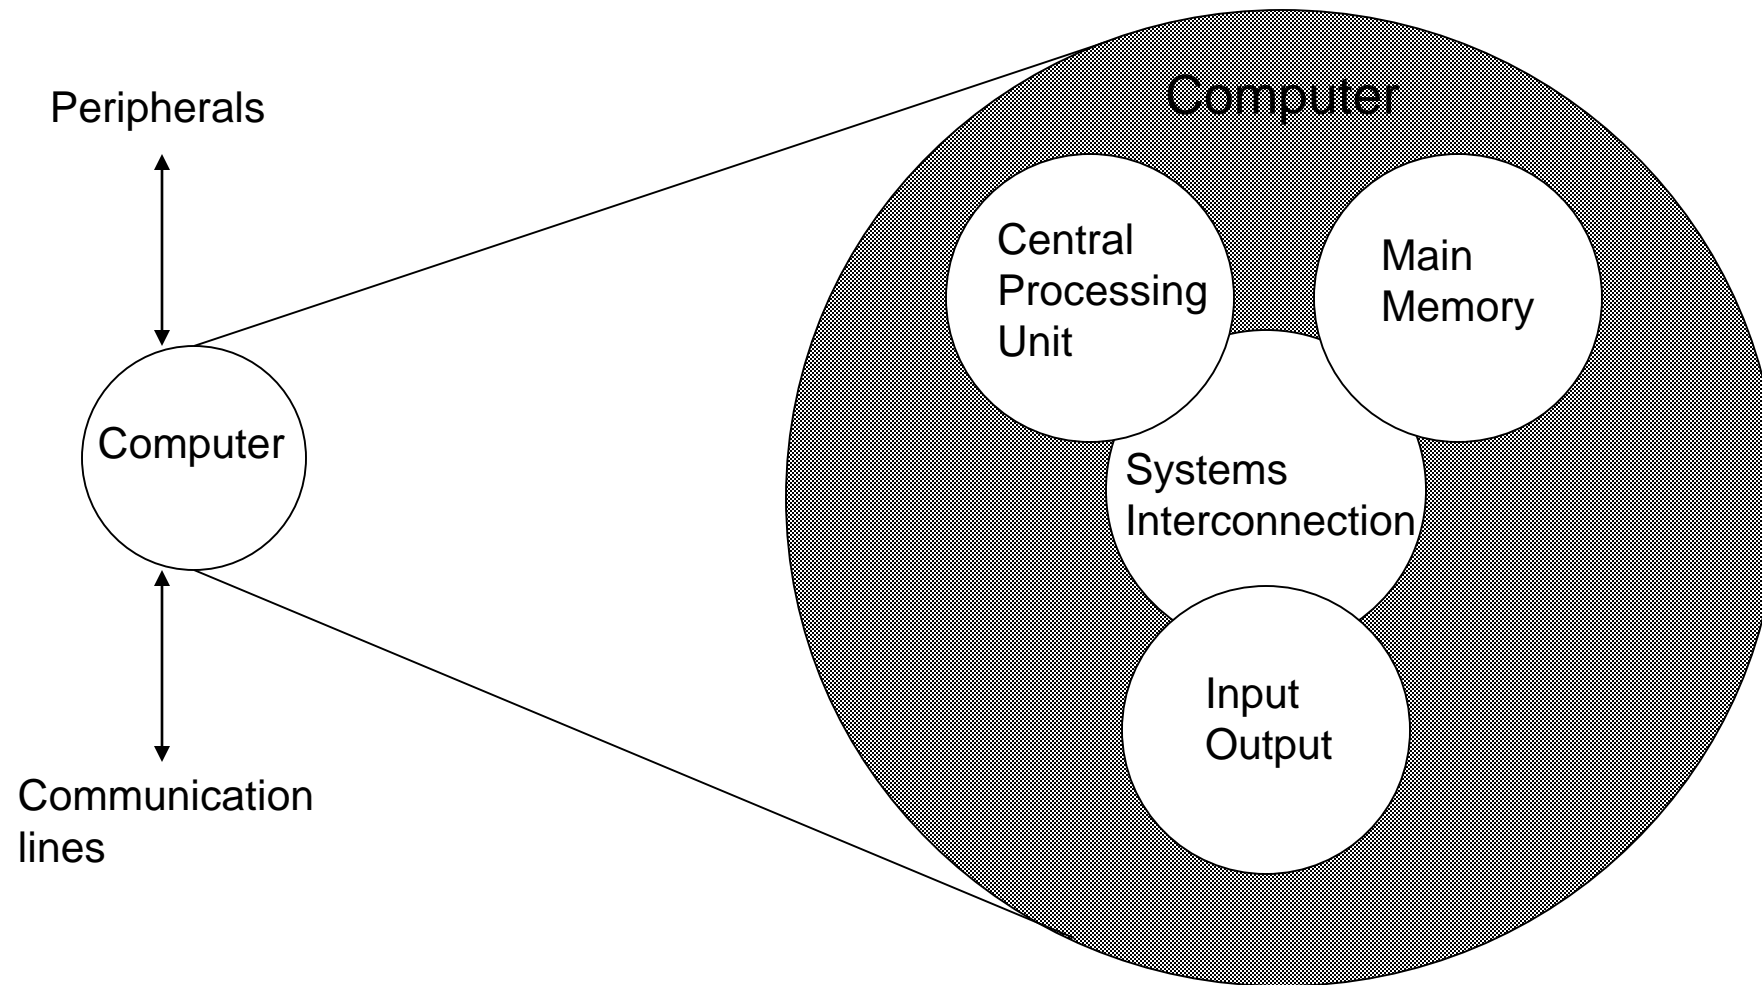 Peripherals
Computer
Communication
lines
Computer
Central
Processing
Unit
Main
Memory
Systems
Interconnection
Input
Output